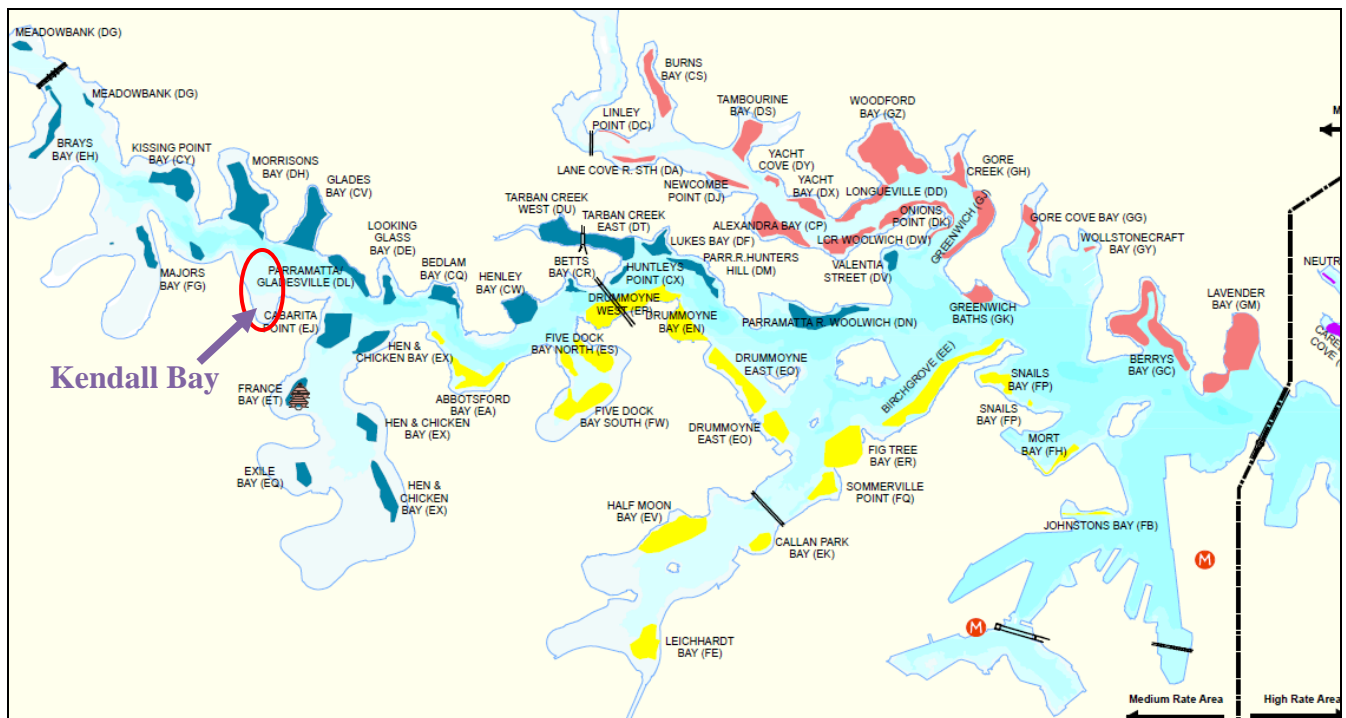 MEADOWBANK (DG)
MEADOWBANK (DG)
BRAYS
BAY (EH)
KISSING POINT
BAY (CY)
MORRISONS
BAY (DH)
GLADES
BAY (CV)
LOOKING
GLASS
BAY (DE)
BEDLAM
BAY (CQ)
HENLEY
BAY (CW)
MAJORS
BAY (FG)
PARRAMATTA/
GLADESVILLE (DL)
CABARITA
POINT (EJ)
Kendall Bay
HEN &
CHICKEN BAY (EX)
FRANCE
BAY (ET)
ABBOTSFORD
BAY (EA)
HEN & CHICKEN
BAY (EX)
EXILE
BAY (EQ)
HEN &
CHICKEN
BAY (EX)
BURNS
BAY (CS)
LINLEY
POINT (DC)
TAMBOURINE
BAY (DS)
WOODFORD
BAY (GZ)
LANE COVE R. STH (DA)
YACHT
COVE (DY)
NEWCOMBE
POINT (DJ)
YACHT
BAY (DX)
LONGUEVILLE (DD)
GORE
CREEK (GH)
TARBAN CREEK
WEST (DU)
TARBAN CREEK
EAST (DT)
LUKES BAY (DF)
ALEXANDRA BAY (CP)
ONIONS
POINT (DK)
LCR WOOLWICH (DW)
GREENWICH (GJ)
GORE COVE BAY (GG)
WOLLSTONECRAFT
BAY (GY)
BETTS
BAY (CR)
HUNTLEYS
POINT (CX)
PARR.R.HUNTERS
HILL (DM)
VALENTIA
STREET (DV)
NEUTR
DRUMMOYNE
WEST (EP)
DRUMMOYNE
BAY (EN)
PARRAMATTA R. WOOLWICH (DN)
GREENWICH
BATHS (GK)
LAVENDER
BAY (GM)
CARE
COVE (
FIVE DOCK
BAY NORTH (ES)
DRUMMOYNE
EAST (EO)
BIRCHGROVE (EE)
SNAILS
BAY (FP)
BERRYS
BAY (GC)
FIVE DOCK
BAY SOUTH (FW)
DRUMMOYNE
EAST (EO)
SNAILS
BAY (FP)
MORT
BAY (FH)
FIG TREE
BAY (ER)
SOMMERVILLE
POINT (FQ)
HALF MOON
BAY (EV)
CALLAN PARK
BAY (EK)
JOHNSTONS BAY (FB)
LEICHHARDT
BAY (FE)
M
M
M
Medium Rate Area
High Rate Area